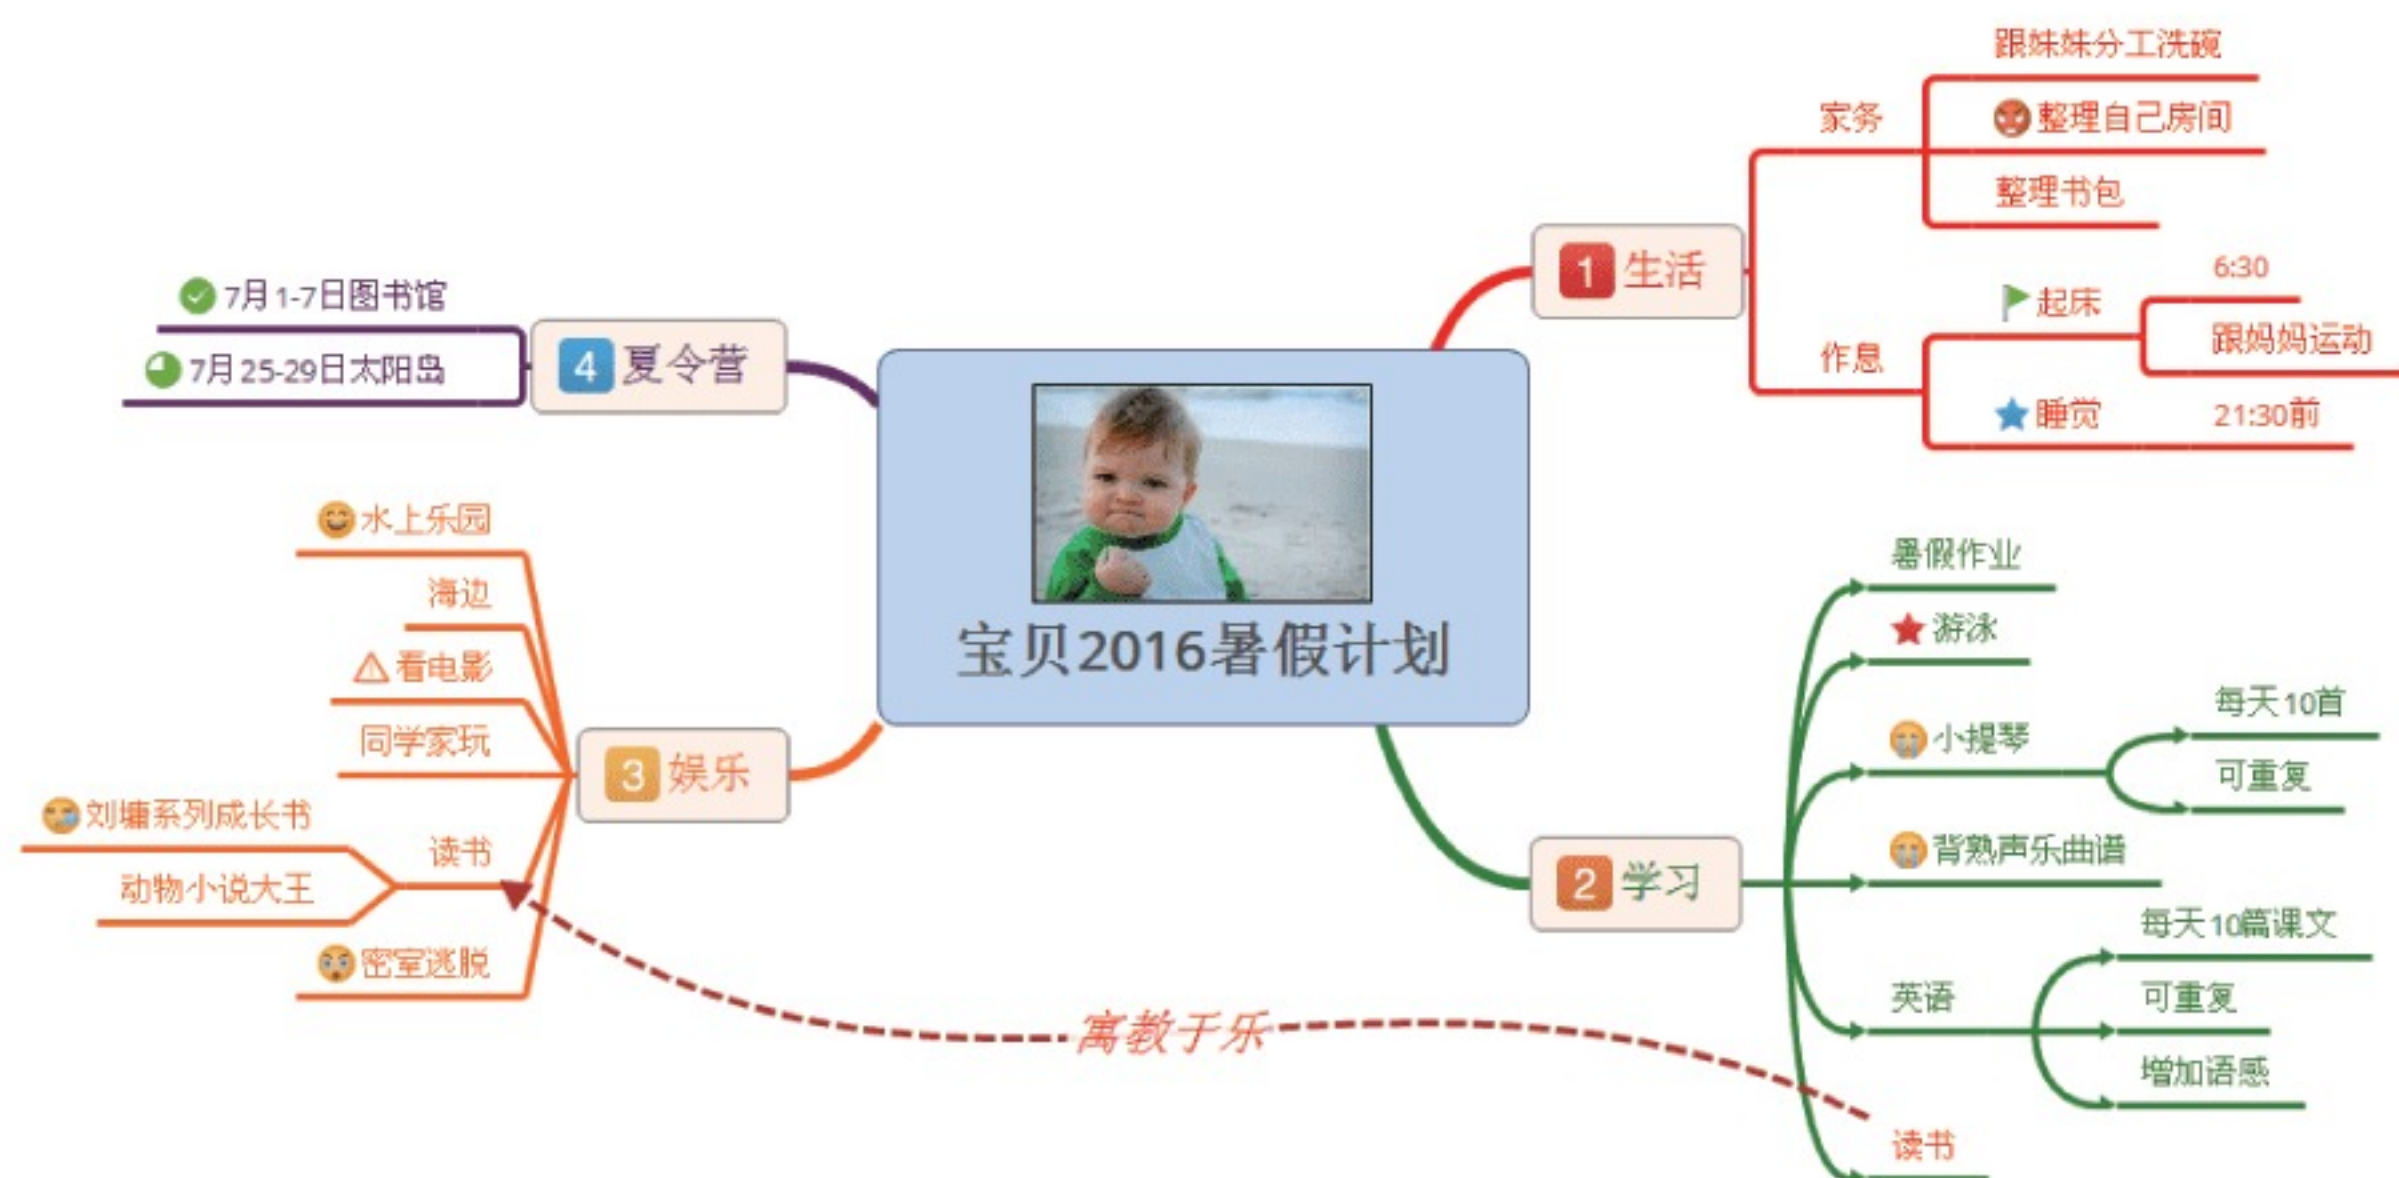 宝贝2016暑假计划
1 生活
家务
跟妹妹分工洗碗
整理自己房间
整理书包
作息
起床
6:30
跟妈妈运动
睡觉
21:30前
2 学习
暑假作业
游泳
小提琴
每天10首
可重复
背熟声乐曲谱
英语
每天10篇课文
可重复
增加语感
读书
寓教于乐
3 娱乐
水上乐园
海边
看电影
同学家玩
读书
刘墉系列成长书
动物小说大王
密室逃脱
4 夏令营
7月1-7日图书馆
7月25-29日太阳岛